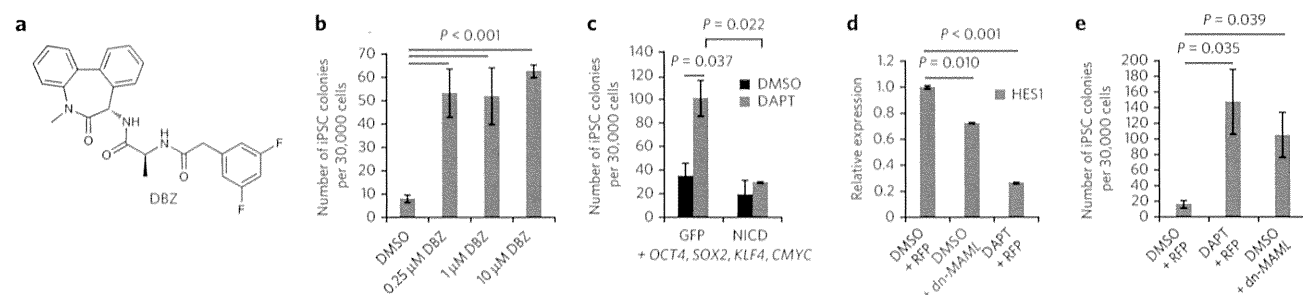 a
N
O
NH
O
H
N
O
F
F
DBZ
b
P < 0.001
Number of iPSC colonies
per 30,000 cells
70
60
50
40
30
20
10
0
DMSO
0.25 µM DBZ
1 µM DBZ
10 µM DBZ
c
P = 0.022
P = 0.037
Number of iPSC colonies
per 30,000 cells
140
120
100
80
60
40
20
0
DMSO
DAPT
GFP
NICD
+ OCT4, SOX2, KLF4, CMYC
d
P < 0.001
P = 0.010
Relative expression
1.2
1.0
0.8
0.6
0.4
0.2
0
HES1
DMSO
+ RFP
DMSO
+ dn-MAML
DAPT
+ RFP
e
P = 0.039
P = 0.035
Number of iPSC colonies
per 30,000 cells
200
180
160
140
120
100
80
60
40
20
0
DMSO
+ RFP
DAPT
+ RFP
DMSO
+ dn-MAML